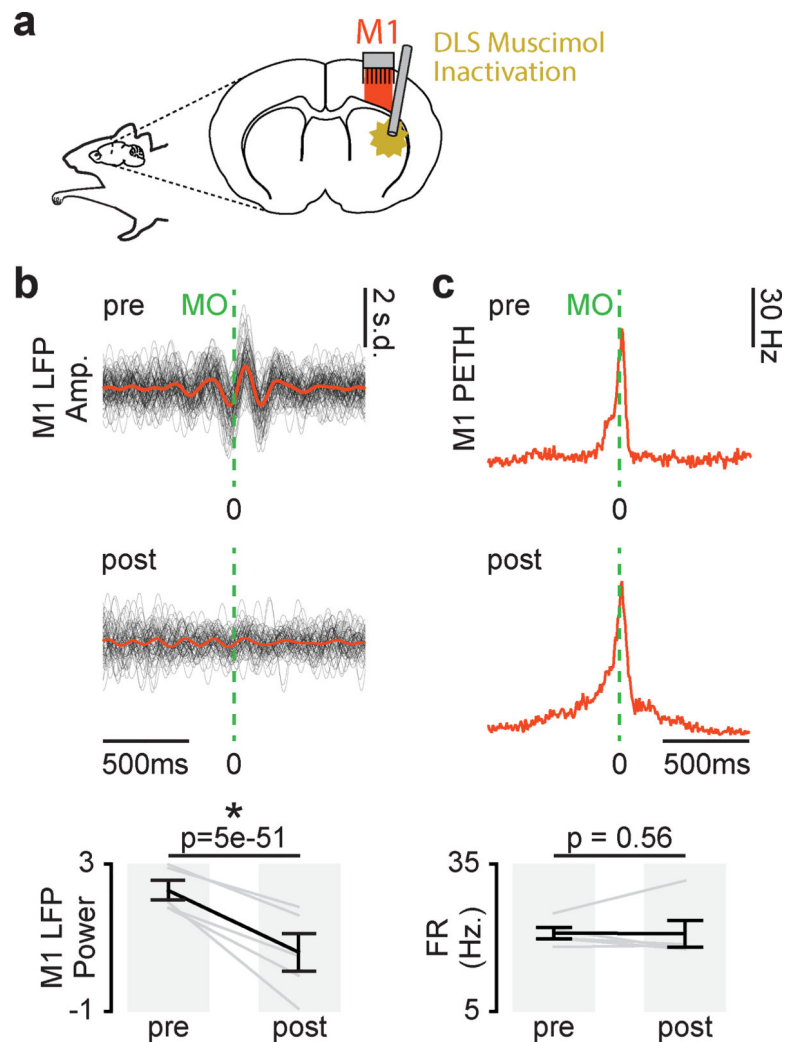 a
M1
DLS Muscimol
Inactivation
b
pre
MO
2 s.d.
M1 LFP
Amp.
0
post
500ms
0
*
p=5e-51
3
M1 LFP
Power
-1
pre
post
c
pre
MO
30 Hz
M1 PETH
0
post
0
500ms
p = 0.56
35
FR
(Hz.)
5
pre
post